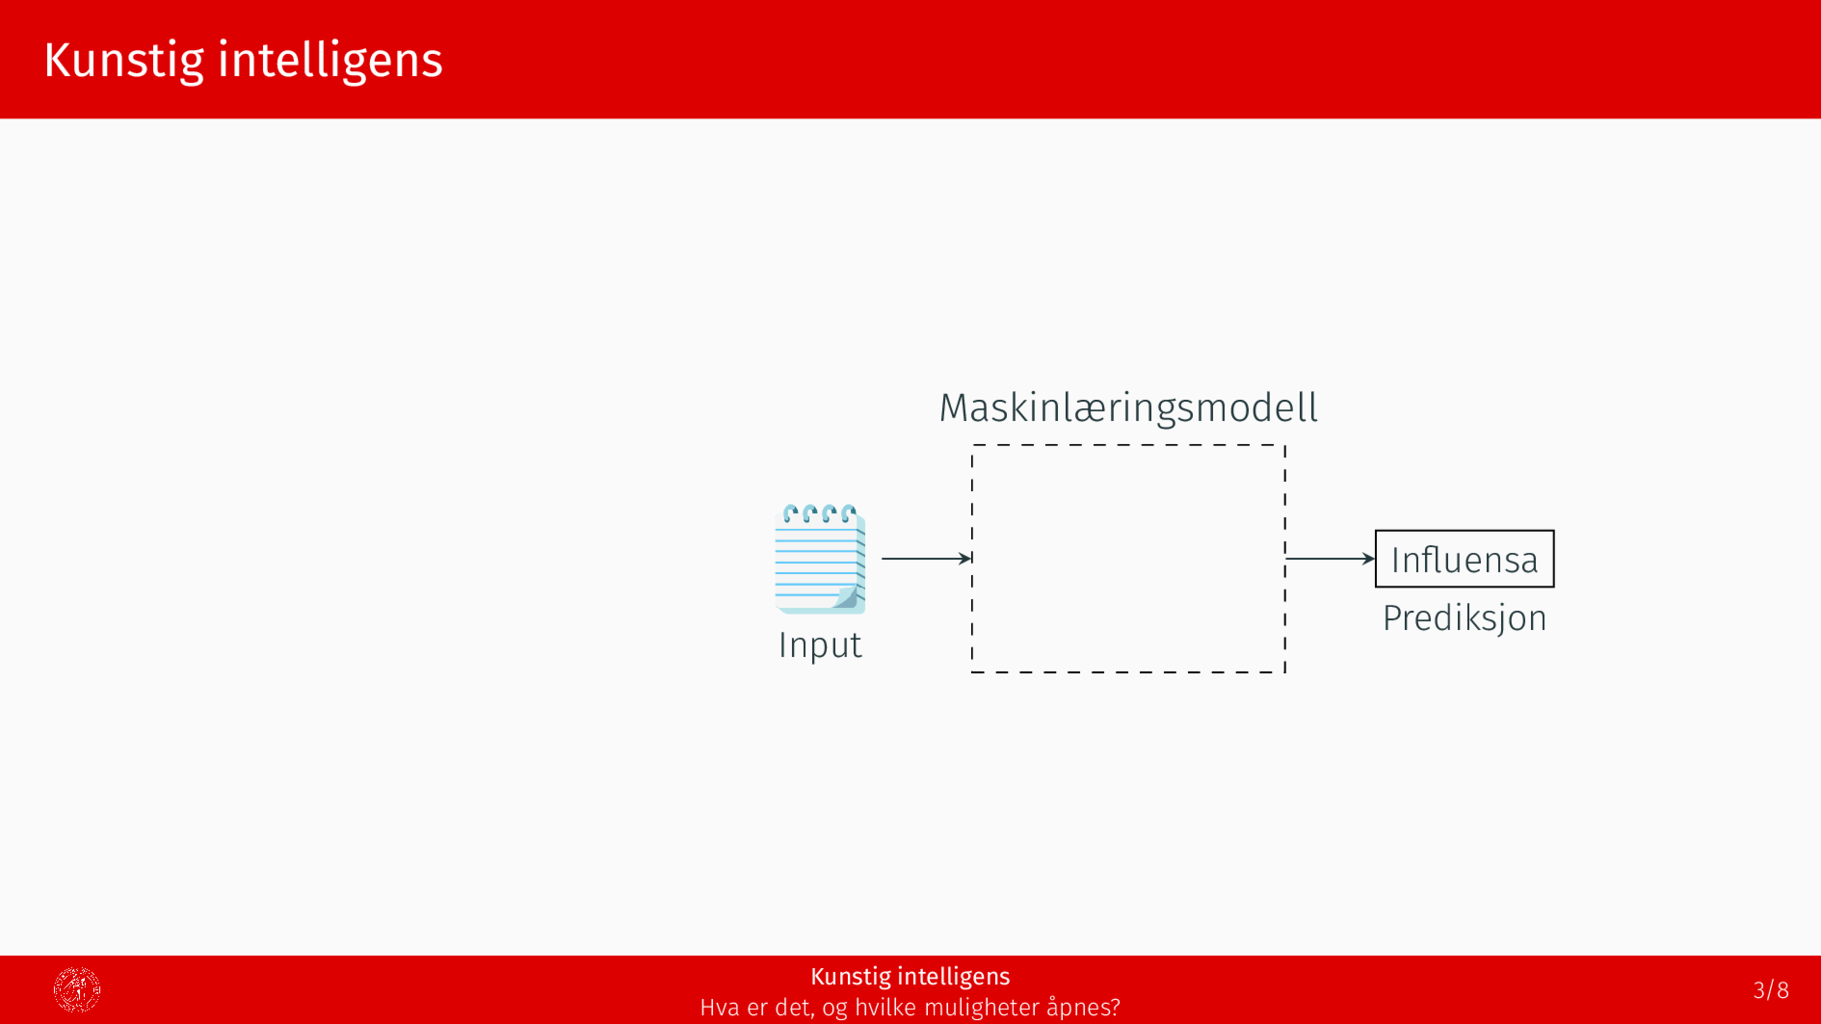 Kunstig intelligens
Maskinlæringsmodell
Input
Influensa
Prediksjon
Kunstig intelligens
Hva er det, og hvilke muligheter åpnes?
3/8